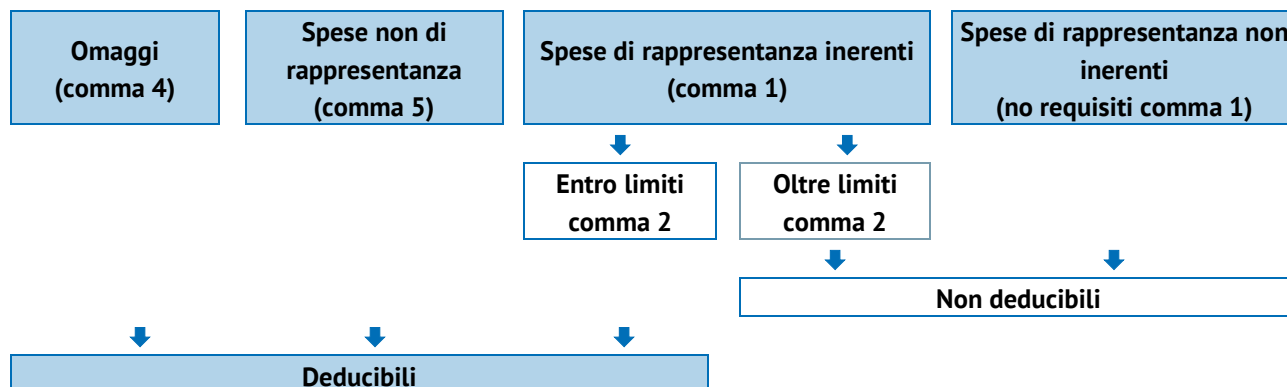 Omaggi
(comma 4)
Spese non di
rappresentanza
(comma 5)
Spese di rappresentanza inerenti
(comma 1)
Spese di rappresentanza non
inerenti
(no requisiti comma 1)
Entro limiti
comma 2
Oltre limiti
comma 2
Non deducibili
Deducibili